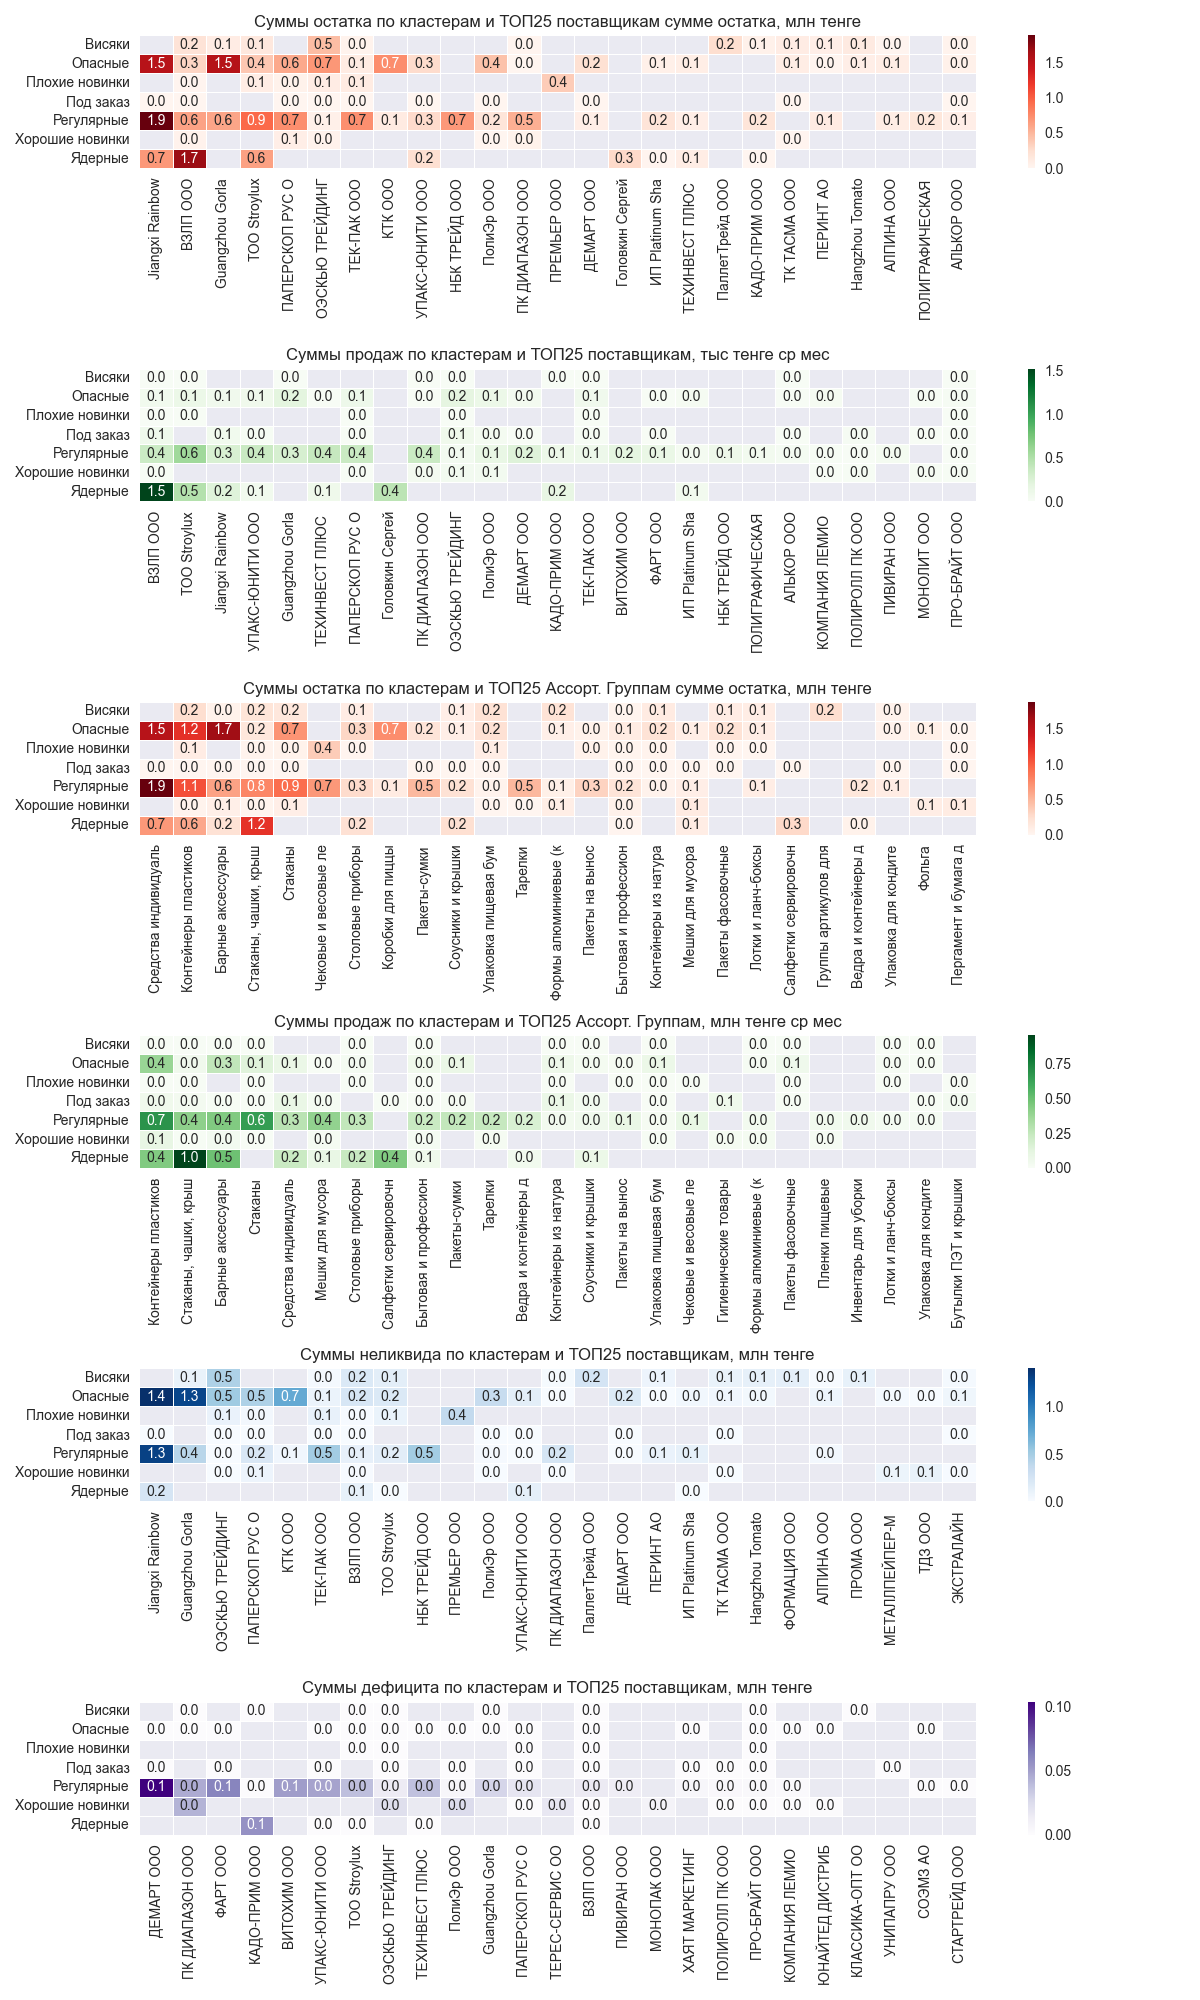 Суммы остатка по кластерам и ТОП25 поставщикам сумме остатка, млн тенге
Висяки 0.2 0.1 0.1 0.5 0.0 0.0 0.2 0.1 0.1 0.1 0.1 0.0 0.0
Опасные 1.5 0.3 1.5 0.4 0.6 0.7 0.1 0.7 0.3 0.4 0.0 0.2 0.1 0.1 0.1 0.0 0.1 0.1 0.0
Плохие новинки 0.0 0.1 0.0 0.1 0.1 0.4
Под заказ 0.0 0.0 0.0 0.0 0.0 0.0 0.0 0.0 0.0 0.0
Регулярные 1.9 0.6 0.6 0.9 0.7 0.1 0.7 0.1 0.3 0.7 0.2 0.5 0.1 0.2 0.1 0.2 0.1 0.1 0.2 0.1
Хорошие новинки 0.0 0.1 0.0 0.0 0.0 0.0
Ядерные 0.7 1.7 0.6 0.2 0.3 0.0 0.1 0.0
1.5
1.0
0.5
0.0
Jiangxi Rainbow
ВЗЛП ООО
Guangzhou Gorla
ТОО Stroylux
ПАПЕРСКОП РУС О
ОЭСКЬЮ ТРЕЙДИНГ
ТЕК-ПАК ООО
КТК ООО
УПАКС-ЮНИТИ ООО
НБК ТРЕЙД ООО
ПолиЭр ООО
ПК ДИАПАЗОН ООО
ПРЕМЬЕР ООО
ДЕМАРТ ООО
Головкин Сергей
ИП Platinum Sha
ТЕХИНВЕСТ ПЛЮС
ПаллетТрейд ООО
КАДО-ПРИМ ООО
ТК ТАСМА ООО
ПЕРИНТ АО
Hangzhou Tomato
АЛПИНА ООО
ПОЛИГРАФИЧЕСКАЯ
АЛЬКОР ООО
Суммы продаж по кластерам и ТОП25 поставщикам, тыс тенге ср мес
Висяки 0.0 0.0 0.0 0.0 0.0 0.0 0.0 0.0 0.0
Опасные 0.1 0.1 0.1 0.1 0.2 0.0 0.1 0.0 0.2 0.1 0.0 0.1 0.0 0.0 0.0 0.0 0.0
Плохие новинки 0.0 0.0 0.0 0.0 0.0 0.0
Под заказ 0.1 0.1 0.0 0.0 0.1 0.0 0.0 0.0 0.0 0.0 0.0 0.0 0.0
Регулярные 0.4 0.6 0.3 0.4 0.3 0.4 0.4 0.4 0.1 0.1 0.2 0.1 0.1 0.2 0.1 0.0 0.1 0.1 0.0 0.0 0.0 0.0 0.0
Хорошие новинки 0.0 0.0 0.0 0.1 0.1 0.0 0.0 0.0 0.0
Ядерные 1.5 0.5 0.2 0.1 0.1 0.4 0.2 0.1
1.5
1.0
0.5
0.0
ВЗЛП ООО
ТОО Stroylux
Jiangxi Rainbow
УПАКС-ЮНИТИ ООО
Guangzhou Gorla
ТЕХИНВЕСТ ПЛЮС
ПАПЕРСКОП РУС О
Головкин Сергей
ПК ДИАПАЗОН ООО
ОЭСКЬЮ ТРЕЙДИНГ
ПолиЭр ООО
ДЕМАРТ ООО
КАДО-ПРИМ ООО
ТЕК-ПАК ООО
ВИТОХИМ ООО
ФАРТ ООО
ИП Platinum Sha
НБК ТРЕЙД ООО
ПОЛИГРАФИЧЕСКАЯ
АЛЬКОР ООО
КОМПАНИЯ ЛЕМИО
ПОЛИРОЛЛ ПК ООО
ПИВИРАН ООО
МОНОЛИТ ООО
ПРО-БРАЙТ ООО
Суммы остатка по кластерам и ТОП25 Ассорт. Группам сумме остатка, млн тенге
Висяки 0.2 0.0 0.2 0.2 0.1 0.1 0.2 0.2 0.0 0.1 0.1 0.1 0.2 0.0
Опасные 1.5 1.2 1.7 0.2 0.7 0.3 0.7 0.2 0.1 0.2 0.1 0.0 0.1 0.2 0.1 0.2 0.1 0.0 0.1 0.0
Плохие новинки 0.1 0.0 0.0 0.4 0.0 0.1 0.0 0.0 0.0 0.0 0.0 0.0
Под заказ 0.0 0.0 0.0 0.0 0.0 0.0 0.0 0.0 0.0 0.0 0.0 0.0 0.0 0.0 0.0
Регулярные 1.9 1.1 0.6 0.8 0.9 0.7 0.3 0.1 0.5 0.2 0.0 0.5 0.1 0.3 0.2 0.0 0.1 0.1 0.2 0.1
Хорошие новинки 0.0 0.1 0.0 0.1 0.0 0.0 0.1 0.0 0.1 0.1 0.1
Ядерные 0.7 0.6 0.2 1.2 0.2 0.2 0.0 0.1 0.3 0.0
1.5
1.0
0.5
0.0
Средства индивидуаль
Контейнеры пластиков
Барные аксессуары
Стаканы, чашки, крыш
Стаканы
Чековые и весовые ле
Столовые приборы
Коробки для пиццы
Пакеты-сумки
Соусники и крышки
Упаковка пищевая бум
Тарелки
Формы алюминиевые (к
Пакеты на вынос
Бытовая и профессион
Контейнеры из натура
Мешки для мусора
Пакеты фасовочные
Лотки и ланч-боксы
Салфетки сервировочн
Группы артикулов для
Ведра и контейнеры д
Упаковка для кондите
Фольга
Пергамент и бумага д
Суммы продаж по кластерам и ТОП25 Ассорт. Группам, млн тенге ср мес
Висяки 0.0 0.0 0.0 0.0 0.0 0.0 0.0 0.0 0.0 0.0 0.0 0.0 0.0
Опасные 0.4 0.0 0.3 0.1 0.1 0.0 0.0 0.0 0.1 0.1 0.0 0.0 0.1 0.0 0.1 0.0 0.0
Плохие новинки 0.0 0.0 0.0 0.0 0.0 0.0 0.0 0.0 0.0 0.0 0.0
Под заказ 0.0 0.0 0.0 0.0 0.1 0.0 0.0 0.0 0.0 0.1 0.0 0.0 0.1 0.0 0.0 0.0
Регулярные 0.7 0.4 0.4 0.6 0.3 0.4 0.3 0.2 0.2 0.2 0.2 0.0 0.0 0.1 0.0 0.1 0.0 0.0 0.0 0.0 0.0
Хорошие новинки 0.1 0.0 0.0 0.0 0.0 0.0 0.0 0.0 0.0 0.0 0.0
Ядерные 0.4 1.0 0.5 0.2 0.1 0.2 0.4 0.1 0.0 0.1
0.75
0.50
0.25
0.00
Контейнеры пластиков
Стаканы, чашки, крыш
Барные аксессуары
Стаканы
Средства индивидуаль
Мешки для мусора
Столовые приборы
Салфетки сервировочн
Бытовая и профессион
Пакеты-сумки
Тарелки
Ведра и контейнеры д
Контейнеры из натура
Соусники и крышки
Пакеты на вынос
Упаковка пищевая бум
Чековые и весовые ле
Гигиенические товары
Формы алюминиевые (к
Пакеты фасовочные
Пленки пищевые
Инвентарь для уборки
Лотки и ланч-боксы
Упаковка для кондите
Бутылки ПЭТ и крышки
Суммы неликвида по кластерам и ТОП25 поставщикам, млн тенге
Висяки 0.1 0.5 0.0 0.2 0.1 0.0 0.2 0.1 0.1 0.1 0.1 0.0 0.1 0.0
Опасные 1.4 1.3 0.5 0.5 0.7 0.1 0.2 0.2 0.3 0.1 0.0 0.2 0.0 0.0 0.1 0.0 0.1 0.0 0.0 0.1
Плохие новинки 0.1 0.0 0.1 0.0 0.1 0.4
Под заказ 0.0 0.0 0.0 0.0 0.0 0.0 0.0 0.0 0.0
Регулярные 1.3 0.4 0.0 0.2 0.1 0.5 0.1 0.2 0.5 0.0 0.0 0.2 0.0 0.1 0.1 0.0
Хорошие новинки 0.0 0.1 0.0 0.0 0.0 0.0 0.1 0.1 0.0
Ядерные 0.2 0.1 0.0 0.1 0.0
1.0
0.5
0.0
Jiangxi Rainbow
Guangzhou Gorla
ОЭСКЬЮ ТРЕЙДИНГ
ПАПЕРСКОП РУС О
КТК ООО
ТЕК-ПАК ООО
ВЗЛП ООО
ТОО Stroylux
НБК ТРЕЙД ООО
ПРЕМЬЕР ООО
ПолиЭр ООО
УПАКС-ЮНИТИ ООО
ПК ДИАПАЗОН ООО
ПаллетТрейд ООО
ДЕМАРТ ООО
ПЕРИНТ АО
ИП Platinum Sha
ТК ТАСМА ООО
Hangzhou Tomato
ФОРМАЦИЯ ООО
АЛПИНА ООО
ПРОМА ООО
МЕТАЛЛПЕЙПЕР-М
ТДЗ ООО
ЭКСТРАЛАЙН
Суммы дефицита по кластерам и ТОП25 поставщикам, млн тенге
Висяки 0.0 0.0 0.0 0.0 0.0 0.0 0.0 0.0
Опасные 0.0 0.0 0.0 0.0 0.0 0.0 0.0 0.0 0.0 0.0 0.0 0.0 0.0 0.0 0.0 0.0
Плохие новинки 0.0 0.0 0.0 0.0 0.0
Под заказ 0.0 0.0 0.0 0.0 0.0 0.0 0.0 0.0 0.0 0.0 0.0
Регулярные 0.1 0.0 0.1 0.0 0.1 0.0 0.0 0.0 0.0 0.0 0.0 0.0 0.0 0.0 0.0 0.0 0.0 0.0 0.0 0.0
Хорошие новинки 0.0 0.0 0.0 0.0 0.0 0.0 0.0 0.0 0.0 0.0 0.0
Ядерные 0.1 0.0 0.0 0.0 0.0
0.10
0.05
0.00
ДЕМАРТ ООО
ПК ДИАПАЗОН ООО
ФАРТ ООО
КАДО-ПРИМ ООО
ВИТОХИМ ООО
УПАКС-ЮНИТИ ООО
ТОО Stroylux
ОЭСКЬЮ ТРЕЙДИНГ
ТЕХИНВЕСТ ПЛЮС
ПолиЭр ООО
Guangzhou Gorla
ПАПЕРСКОП РУС О
ТЕРЕС-СЕРВИС ОО
ВЗЛП ООО
ПИВИРАН ООО
МОНОПАК ООО
ХАЯТ МАРКЕТИНГ
ПОЛИРОЛЛ ПК ООО
ПРО-БРАЙТ ООО
КОМПАНИЯ ЛЕМИО
ЮНАЙТЕД ДИСТРИБ
КЛАССИКА-ОПТ ОО
УНИПАПРУ ООО
СОЭМЗ АО
СТАРТРЕЙД ООО